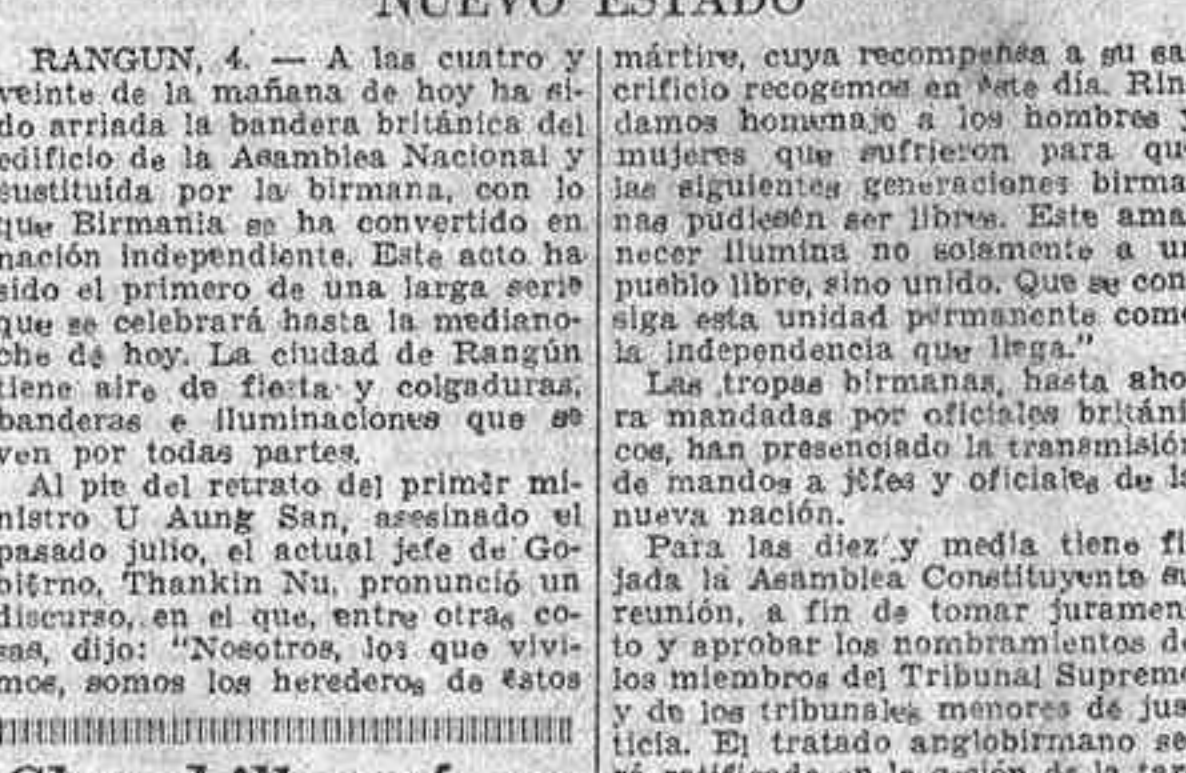 NUEVO ESTADO
RANGUN, 4. — A las cuatro y
veinte de la mañana de hoy ha si-
do arriada la bandera británica del
edificio de la Asamblea Nacional y
sustituída por la birmana, con lo
que Birmania se ha convertido en
nación independiente. Este acto ha
sido el primero de una larga serie
que se celebrará hasta la mediano-
che de hoy. La ciudad de Rangún
tiene aire de fiesta y colgaduras,
banderas e iluminaciones que se
ven por todas partes.
Al pie del retrato del primer mi-
nistro U Aung San, asesinado el
pasado julio, el actual jefe de Go-
bierno, Thankin Nu, pronunció un
discurso, en el que, entre otras co-
sas, dijo: "Nosotros, los que vivi-
mos, somos los herederos de estos
mártire, cuya recompensa a su sa
crificio recogemos en este día. Rin
damos homenaje a los hombres y
mujeres que sufrieron para que
las siguientes generaciones birma
nas pudiesen ser libres. Este ama
necer ilumina no solamente a un
pueblo libre, sino unido. Que se con
siga esta unidad permanente como
la independencia que llega."
Las tropas birmanas, hasta aho
ra mandadas por oficiales británi
cos, han presenciado la transmisión
de mandos a jefes y oficiales de la
nueva nación.
Para las diez y media tiene fi
jada la Asamblea Constituyente su
reunión, a fin de tomar juramen
to y aprobar los nombramientos de
los miembros del Tribunal Supremo
y de los tribunales menores de jus
ticia. El tratado anglobirmano se